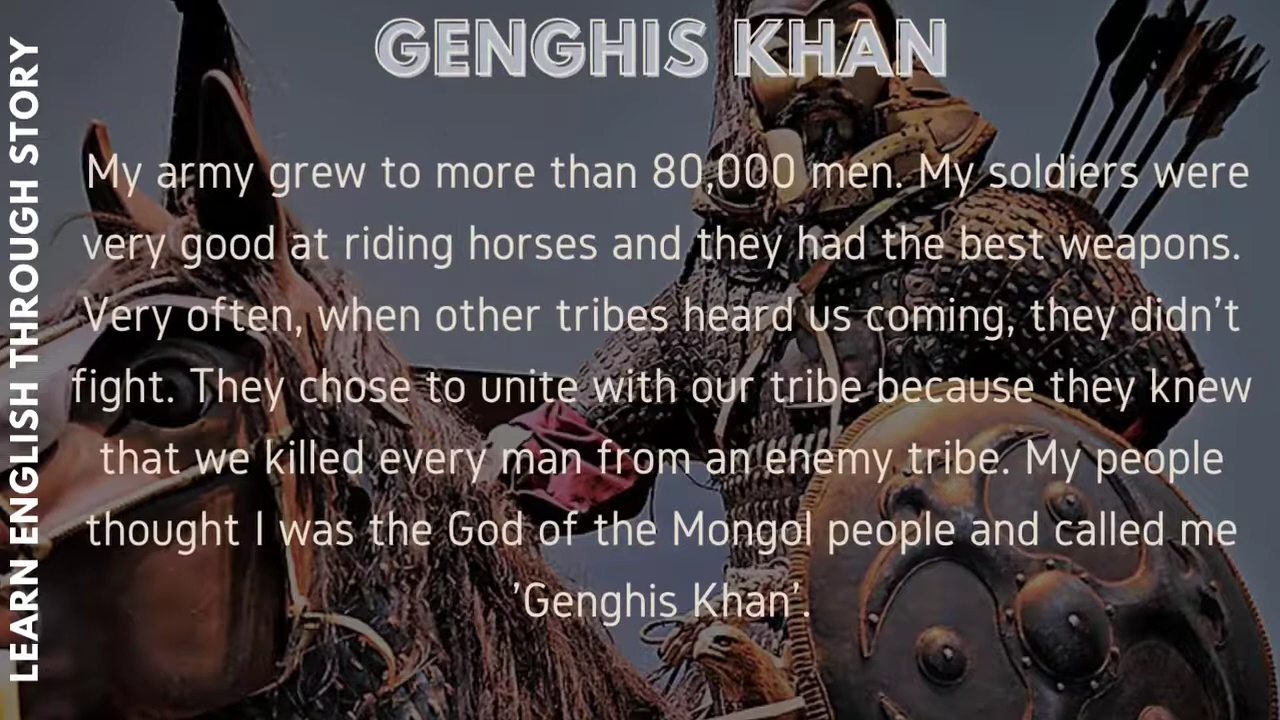 GENGHIS KHAN
LEARN ENGLISH THROUGH STORY
My army grew to more than 80,000 men. My soldiers were
very good at riding horses and they had the best weapons.
Very often, when other tribes heard us coming, they didn’t
fight. They chose to unite with our tribe because they knew
that we killed every man from an enemy tribe. My people
thought I was the God of the Mongol people and called me
’Genghis Khan’.